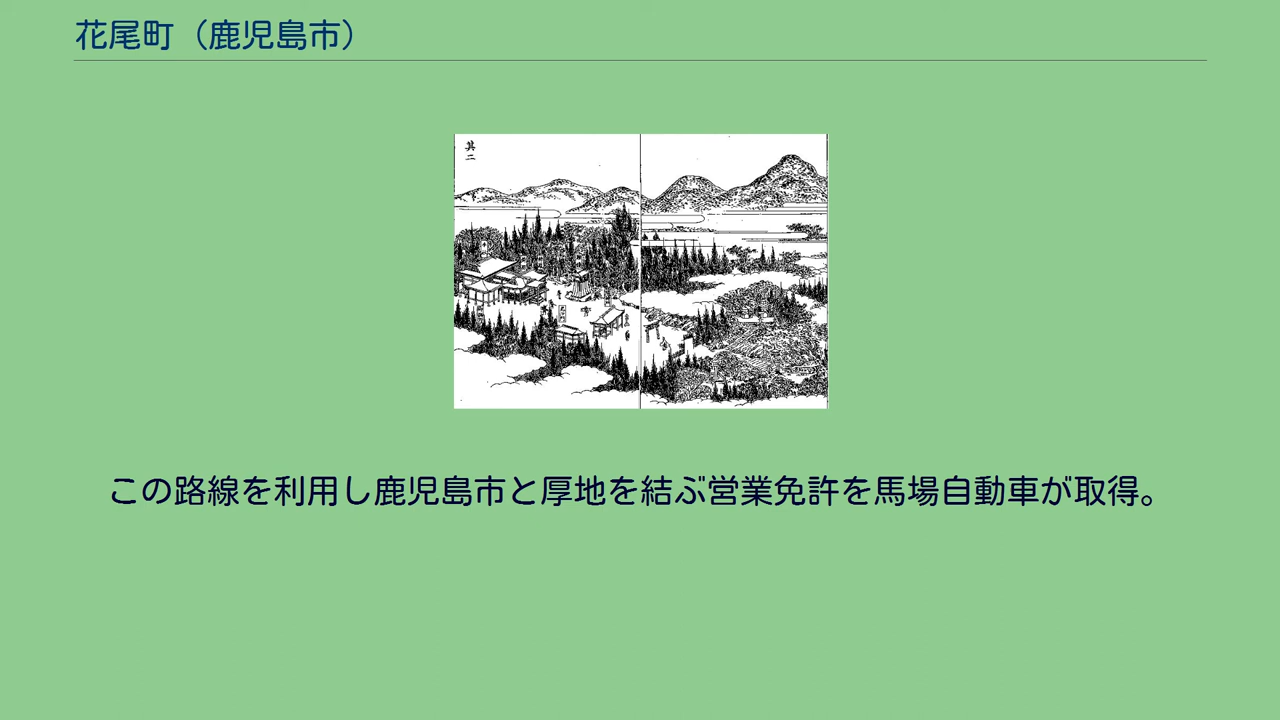 花尾町（鹿児島市）
其二
この路線を利用し鹿児島市と厚地を結ぶ営業免許を馬場自動車が取得。